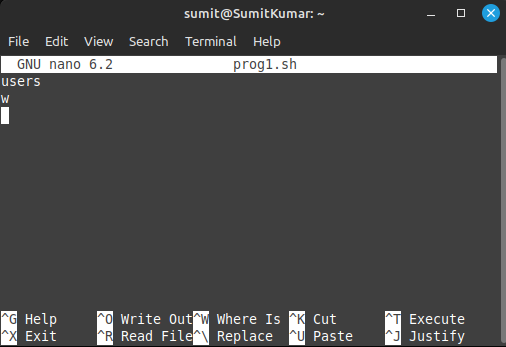 sumit@SumitKumar: ~
File Edit View Search Terminal Help
GNU nano 6.2 prog1.sh
users
w
^G Help ^O Write Out ^W Where Is ^K Cut ^T Execute
^X Exit ^R Read File ^\ Replace ^U Paste ^J Justify